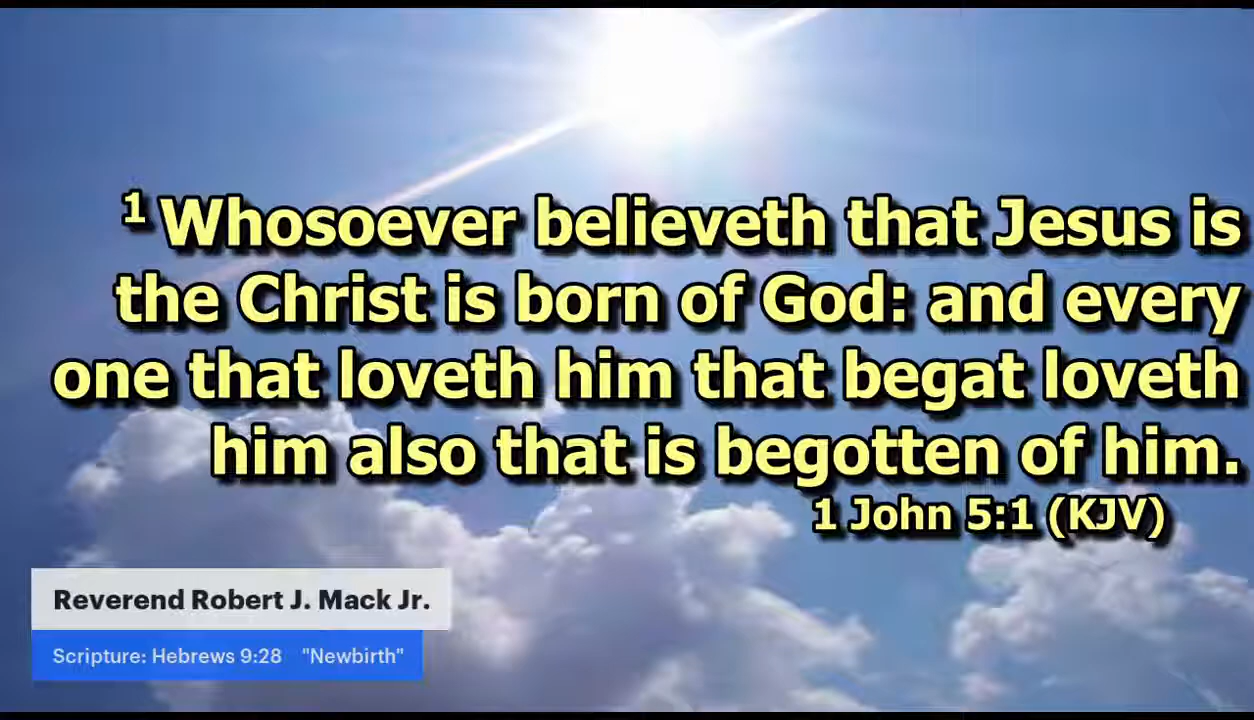 1 Whosoever believeth that Jesus is
the Christ is born of God: and every
one that loveth him that begat loveth
him also that is begotten of him.
1 John 5:1 (KJV)
Reverend Robert J. Mack Jr.
Scripture: Hebrews 9:28 "Newbirth"